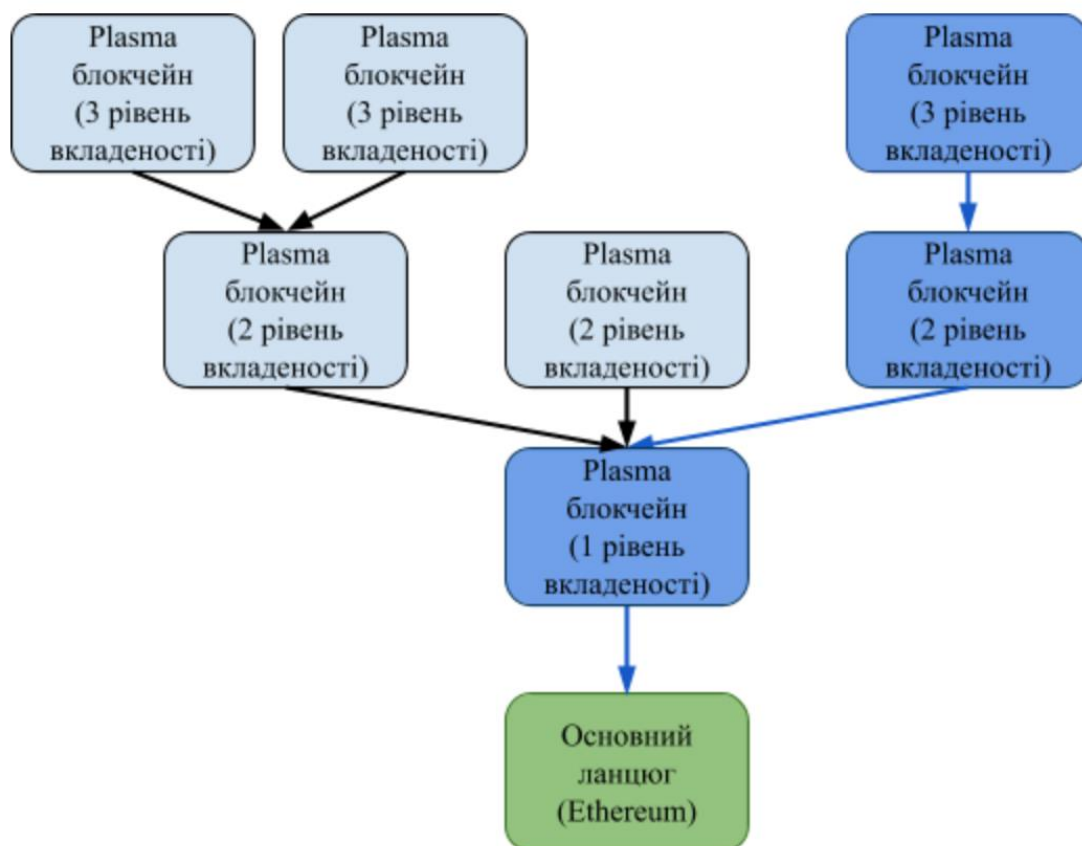 Plasma
блокчейн
(3 рівень
вкладеності)
Plasma
блокчейн
(3 рівень
вкладеності)
Plasma
блокчейн
(3 рівень
вкладеності)
Plasma
блокчейн
(2 рівень
вкладеності)
Plasma
блокчейн
(2 рівень
вкладеності)
Plasma
блокчейн
(2 рівень
вкладеності)
Plasma
блокчейн
(1 рівень
вкладеності)
Основний
ланцюг
(Ethereum)